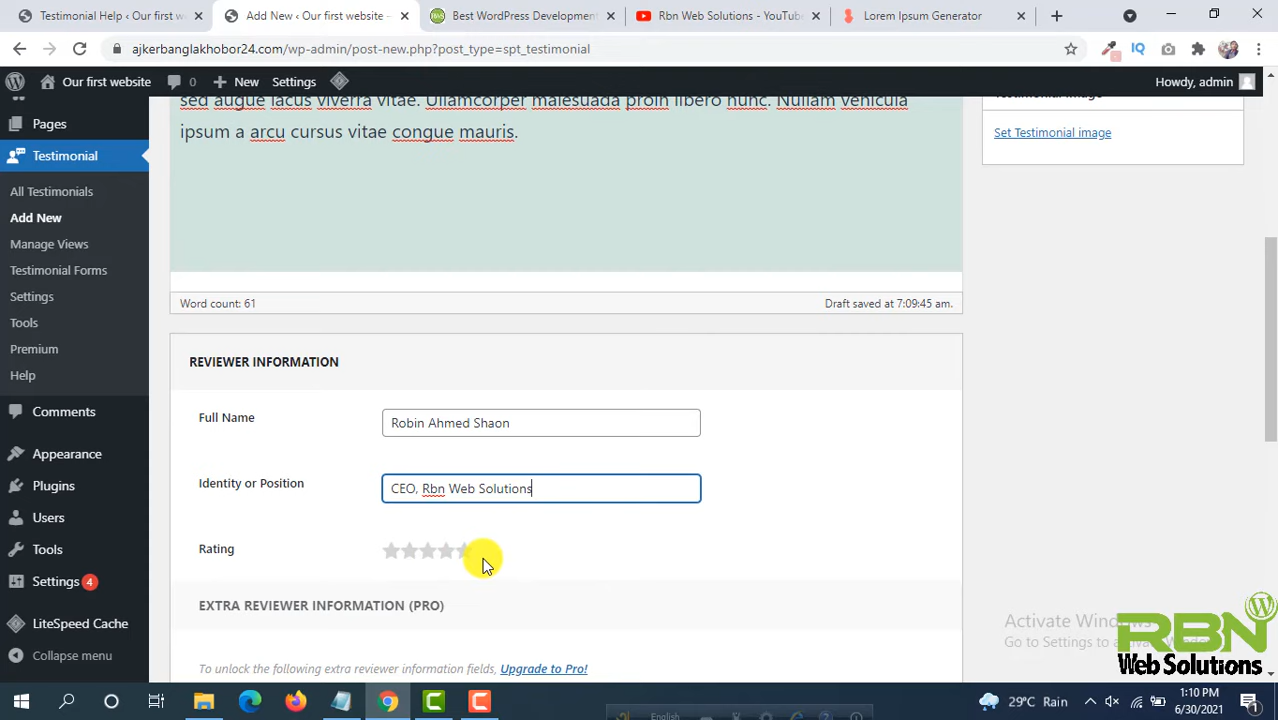 Testimonial Help ‹ Our first web
Add New ‹ Our first website –
Best WordPress Development
Rbn Web Solutions - YouTube
Lorem Ipsum Generator
ajkerbanglakhobor24.com/wp-admin/post-new.php?post_type=spt_testimonial
Our first website
0
New
Settings
Howdy, admin
Pages
Testimonial
All Testimonials
Add New
Manage Views
Testimonial Forms
Settings
Tools
Premium
Help
Comments
Appearance
Plugins
Users
Tools
Settings 4
LiteSpeed Cache
Collapse menu
sed augue lacus viverra vitae. Ullamcorper malesuada proin libero nunc. Nullam vehicula
ipsum a arcu cursus vitae congue mauris.
Word count: 61
Draft saved at 7:09:45 am.
Testimonial Image
Set Testimonial image
REVIEWER INFORMATION
Full Name
Robin Ahmed Shaon
Identity or Position
CEO, Rbn Web Solutions
Rating
EXTRA REVIEWER INFORMATION (PRO)
To unlock the following extra reviewer information fields, Upgrade to Pro!
Activate Windows
Go to Settings to a
RBN
Web Solutions
English
29°C Rain
1:10 PM
6/30/2021
1